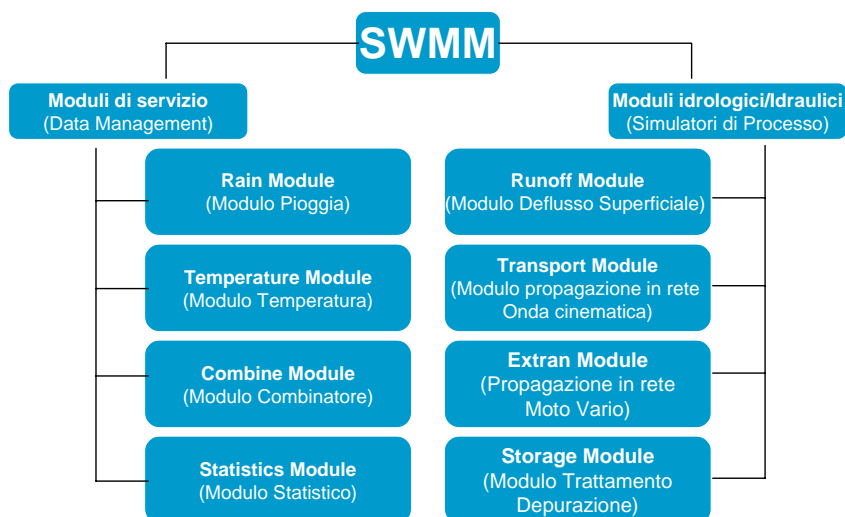 SWMM
Moduli di servizio
(Data Management)
Moduli idrologici/Idraulici
(Simulatori di Processo)
Rain Module
(Modulo Pioggia)
Runoff Module
(Modulo Deflusso Superficiale)
Temperature Module
(Modulo Temperatura)
Transport Module
(Modulo propagazione in rete
Onda cinematica)
Combine Module
(Modulo Combinatore)
Extran Module
(Propagazione in rete
Moto Vario)
Statistics Module
(Modulo Statistico)
Storage Module
(Modulo Trattamento
Depurazione)